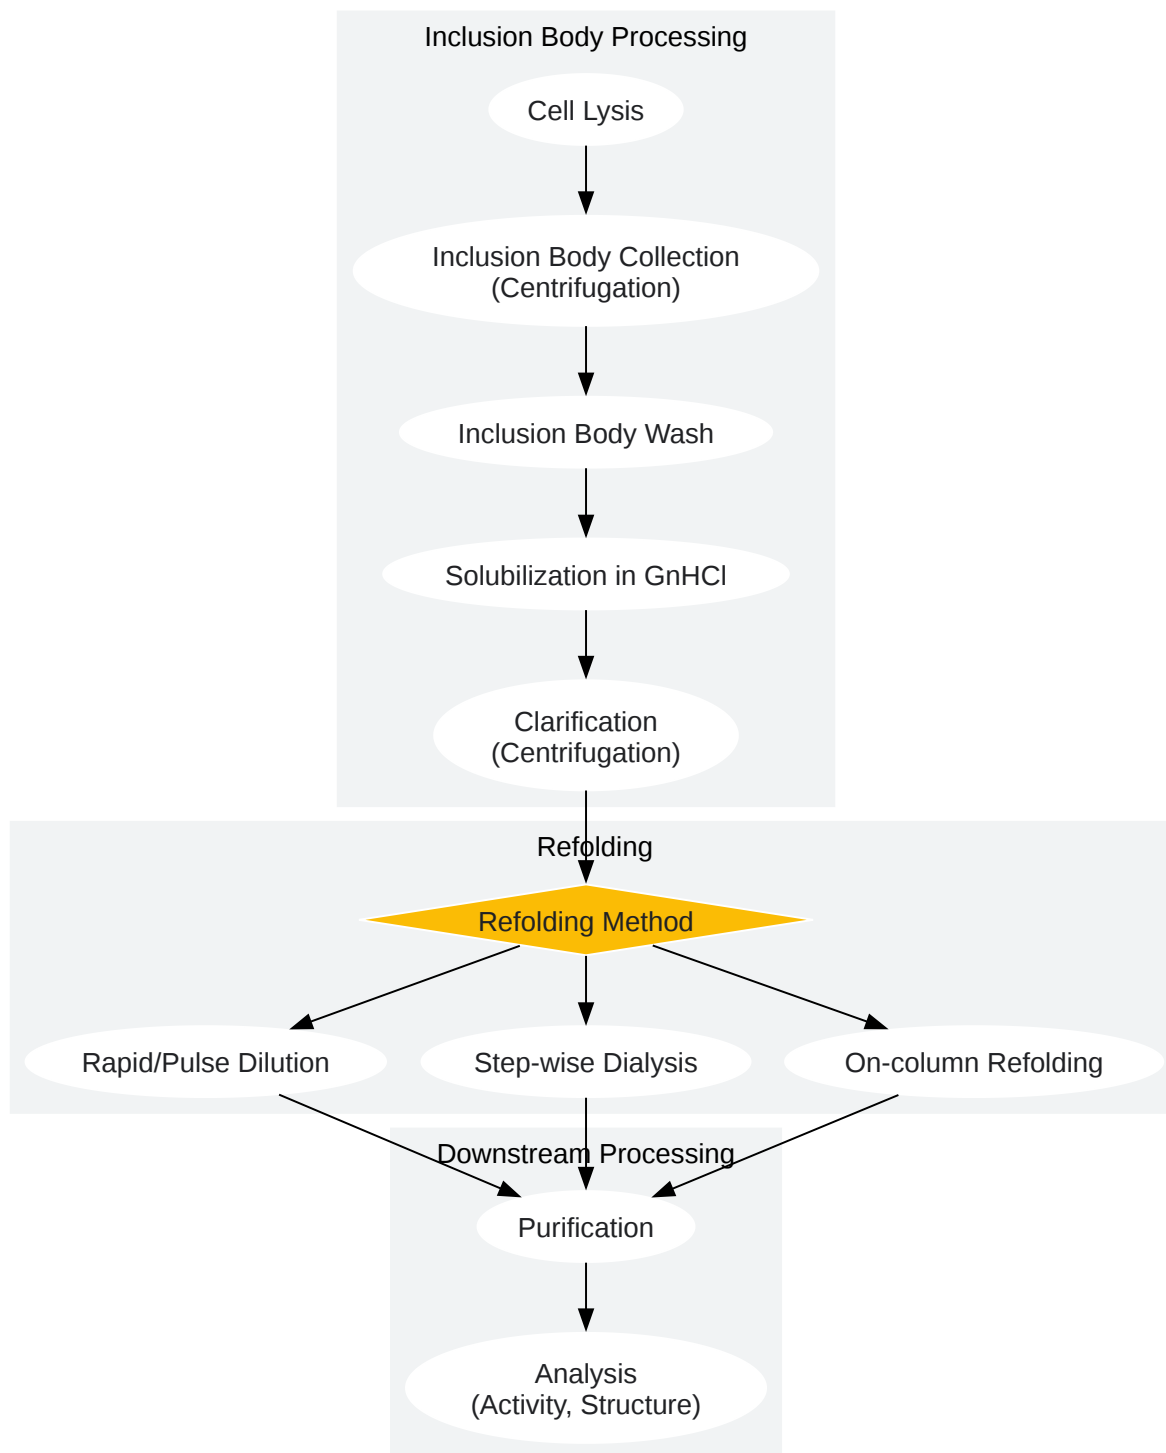 Inclusion Body Processing
Cell Lysis
Inclusion Body Collection
(Centrifugation)
Inclusion Body Wash
Solubilization in GnHCl
Clarification
(Centrifugation)
Refolding
Refolding Method
Rapid/Pulse Dilution
Step-wise Dialysis
On-column Refolding
Downstream Processing
Purification
Analysis
(Activity, Structure)